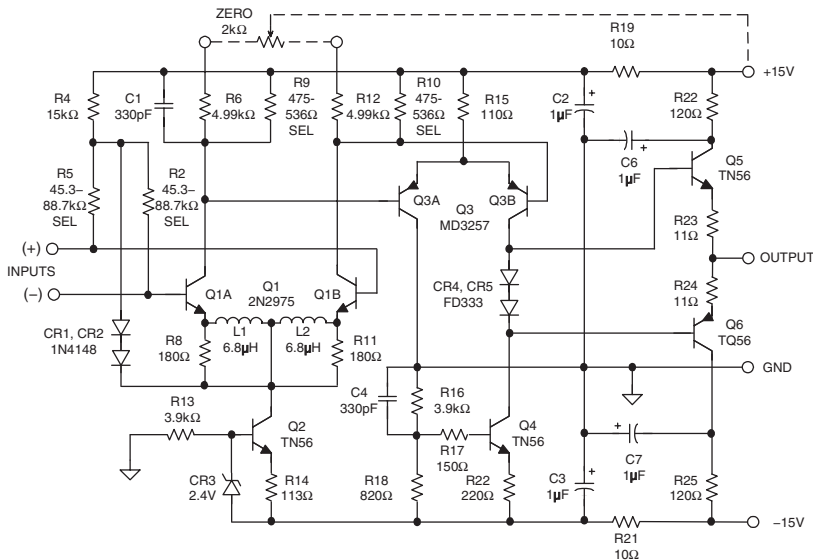 ZERO
2kΩ
R19
10Ω
+15V
R4
15kΩ
C1
330pF
R6
4.99kΩ
R9
475-
536Ω
SEL
R12
4.99kΩ
R10
475-
536Ω
SEL
R15
110Ω
C2
1µF
R22
120Ω
C6
1µF
Q5
TN56
R5
45.3–
88.7kΩ
SEL
R2
45.3–
88.7kΩ
SEL
Q3A
Q3
MD3257
Q3B
R23
11Ω
(+)
INPUTS
(–)
OUTPUT
Q1A
Q1
2N2975
Q1B
CR4, CR5
FD333
R24
11Ω
Q6
TQ56
CR1, CR2
1N4148
R8
180Ω
L1
6.8µH
L2
6.8µH
R11
180Ω
GND
R13
3.9kΩ
Q2
TN56
C4
330pF
R16
3.9kΩ
Q4
TN56
R17
150Ω
CR3
2.4V
R14
113Ω
R18
820Ω
R22
220Ω
C3
1µF
C7
1µF
R25
120Ω
–15V
R21
10Ω
+
+
+
+